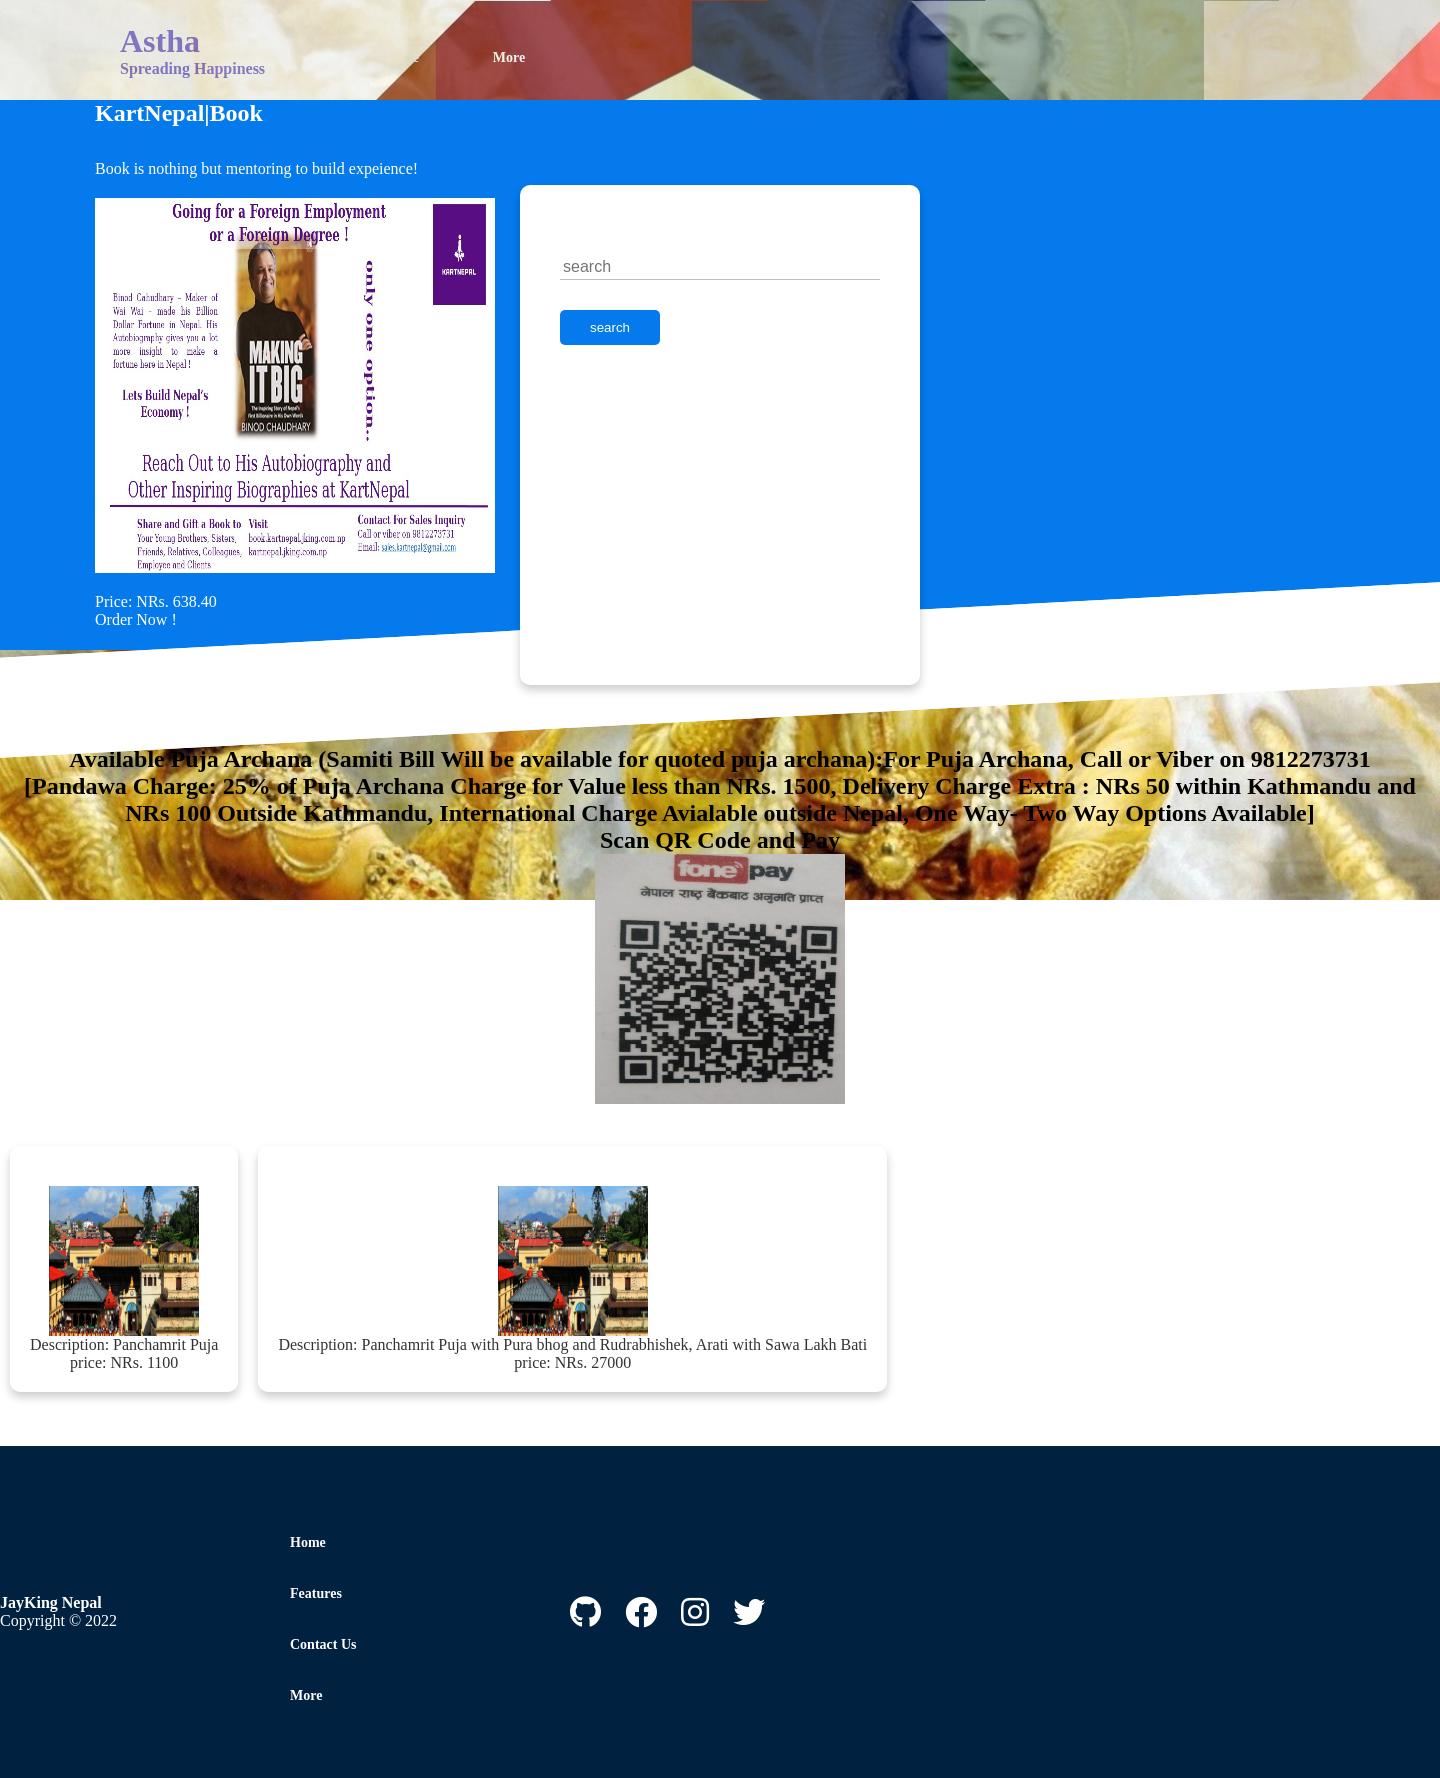 Astha
Spreading Happiness
More
KartNepal|Book
Book is nothing but mentoring to build expeience!
Going for a Foreign Employment
or a Foreign Degree !
KARTNEPAL
only one option..
Binod Cahudhary - Maker of
Wai Wai - made his Billion
Dollar Fortune in Nepal. His
Autobiography gives you a lot
more insight to make a
fortune here in Nepal !
Lets Build Nepal's
Economy !
MAKING
IT BIG
The Inspiring Story of Nepal's
First Billionaire in His Own Words
BINOD CHAUDHARY
Reach Out to His Autobiography and
Other Inspiring Biographies at KartNepal
Share and Gift a Book to
Your Young Brothers, Sisters,
Friends, Relatives, Colleagues,
Employee and Clients
Visit
book.kartnepal.jking.com.np
kartnepal.jking.com.np
Contact For Sales Inquiry
Call or viber on 9812273731
Email: sales.kartnepal@gmail.com
Price: NRs. 638.40
Order Now !
search
search
Available Puja Archana (Samiti Bill Will be available for quoted puja archana):For Puja Archana, Call or Viber on 9812273731
[Pandawa Charge: 25% of Puja Archana Charge for Value less than NRs. 1500, Delivery Charge Extra : NRs 50 within Kathmandu and
NRs 100 Outside Kathmandu, International Charge Avialable outside Nepal, One Way- Two Way Options Available]
Scan QR Code and Pay
fonepay
नेपाल राष्ट्र बैंकबाट अनुमति प्राप्त
Description: Panchamrit Puja
price: NRs. 1100
Description: Panchamrit Puja with Pura bhog and Rudrabhishek, Arati with Sawa Lakh Bati
price: NRs. 27000
JayKing Nepal
Copyright © 2022
Home
Features
Contact Us
More